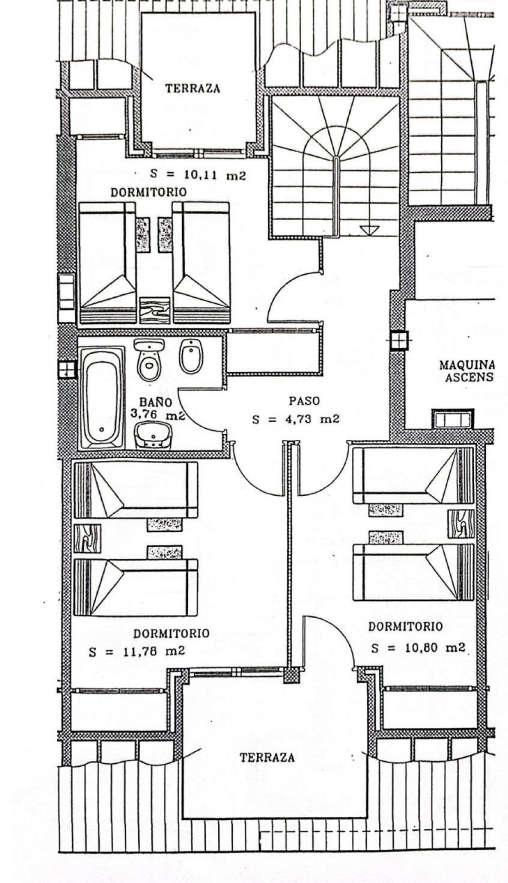 TERRAZA
S = 10,11 m2
DORMITORIO
MAQUINA
ASCENS
BAÑO
3,76 m2
PASO
S = 4,73 m2
DORMITORIO
S = 11,78 m2
DORMITORIO
S = 10,80 m2
TERRAZA